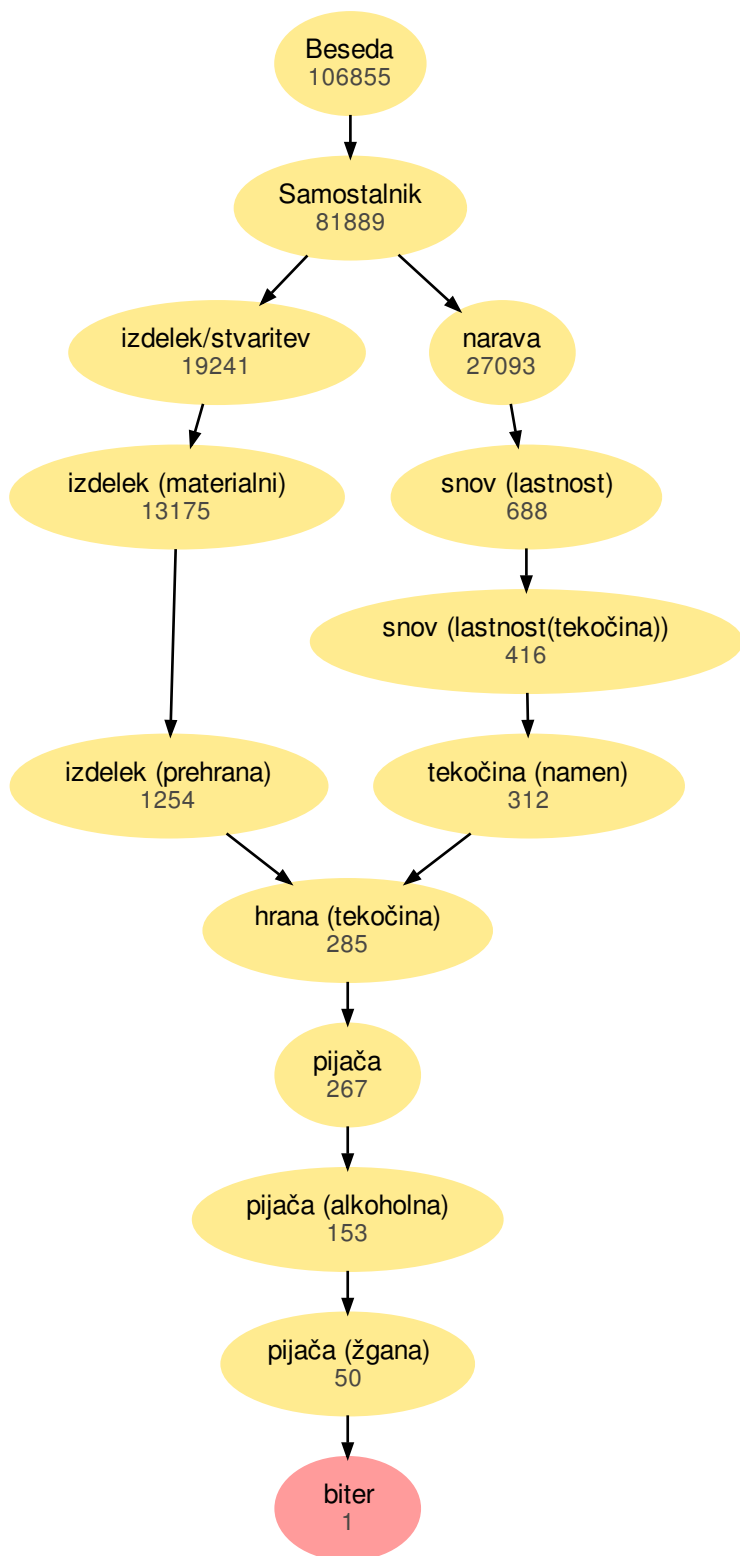 Beseda
106855
Samostalnik
81889
izdelek/stvaritev
19241
narava
27093
izdelek (materialni)
13175
snov (lastnost)
688
snov (lastnost(tekočina))
416
izdelek (prehrana)
1254
tekočina (namen)
312
hrana (tekočina)
285
pijača
267
pijača (alkoholna)
153
pijača (žgana)
50
biter
1